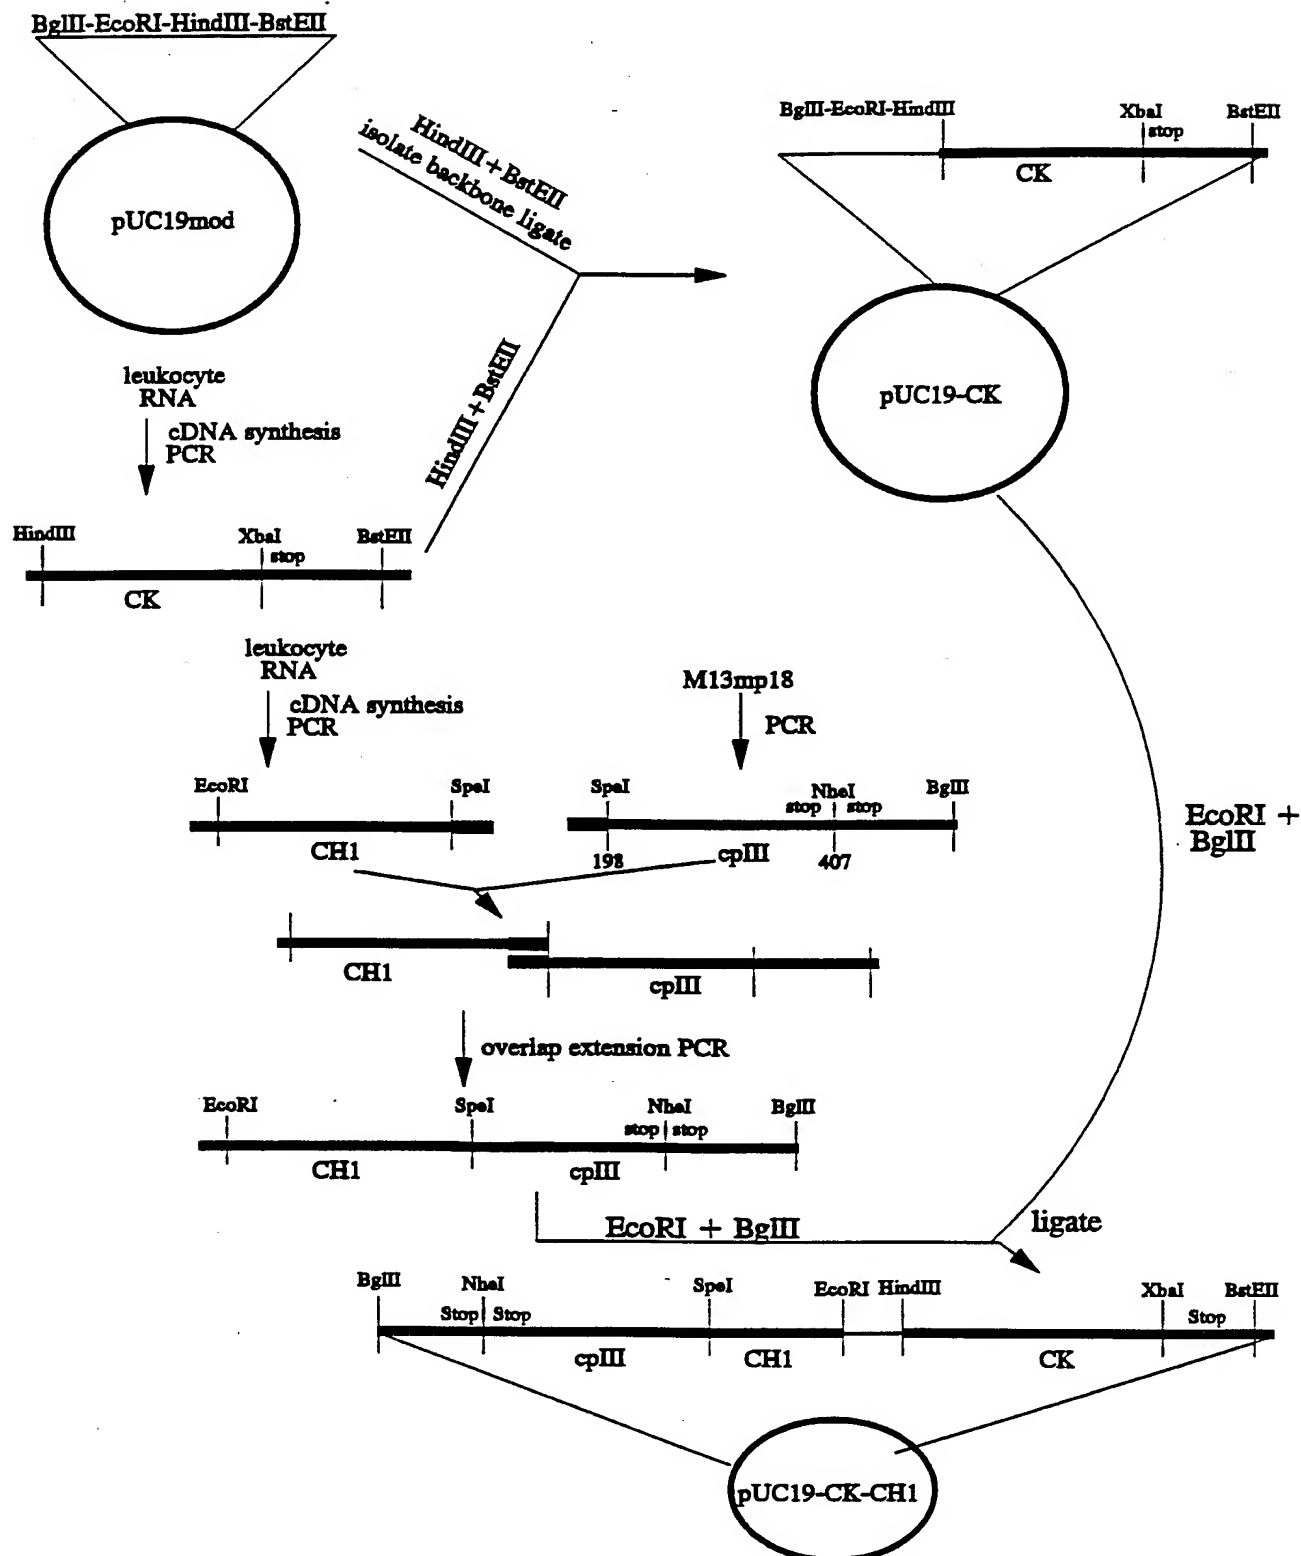 BglII-EcoRI-HindIII-BstEII
pUC19mod
HindIII+BstEII
isolate backbone ligate
BglII-EcoRI-HindIII
XbaI
stop
BstEII
CK
pUC19-CK
leukocyte
RNA
cDNA synthesis
PCR
HindIII+BstEII
HindIII
XbaI
stop
BstEII
CK
leukocyte
RNA
cDNA synthesis
PCR
M13mp18
PCR
EcoRI
SpeI
CH1
SpeI
NheI
stop
stop
BglII
198
cpIII
407
EcoRI +
BglII
CH1
cpIII
overlap extension PCR
EcoRI
SpeI
NheI
stop
stop
BglII
CH1
cpIII
EcoRI + BglII
ligate
BglII
NheI
Stop
Stop
SpeI
EcoRI
HindIII
XbaI
Stop
BstEII
cpIII
CH1
CK
pUC19-CK-CH1